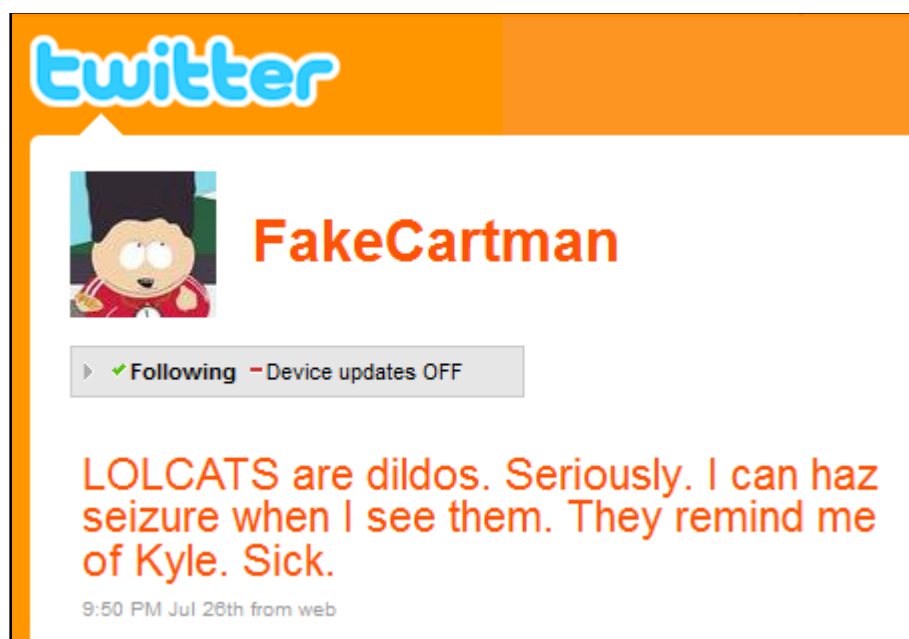 twitter
FakeCartman
Following Device updates OFF
LOLCATS are dildos. Seriously. I can haz
seizure when I see them. They remind me
of Kyle. Sick.
9:50 PM Jul 26th from web